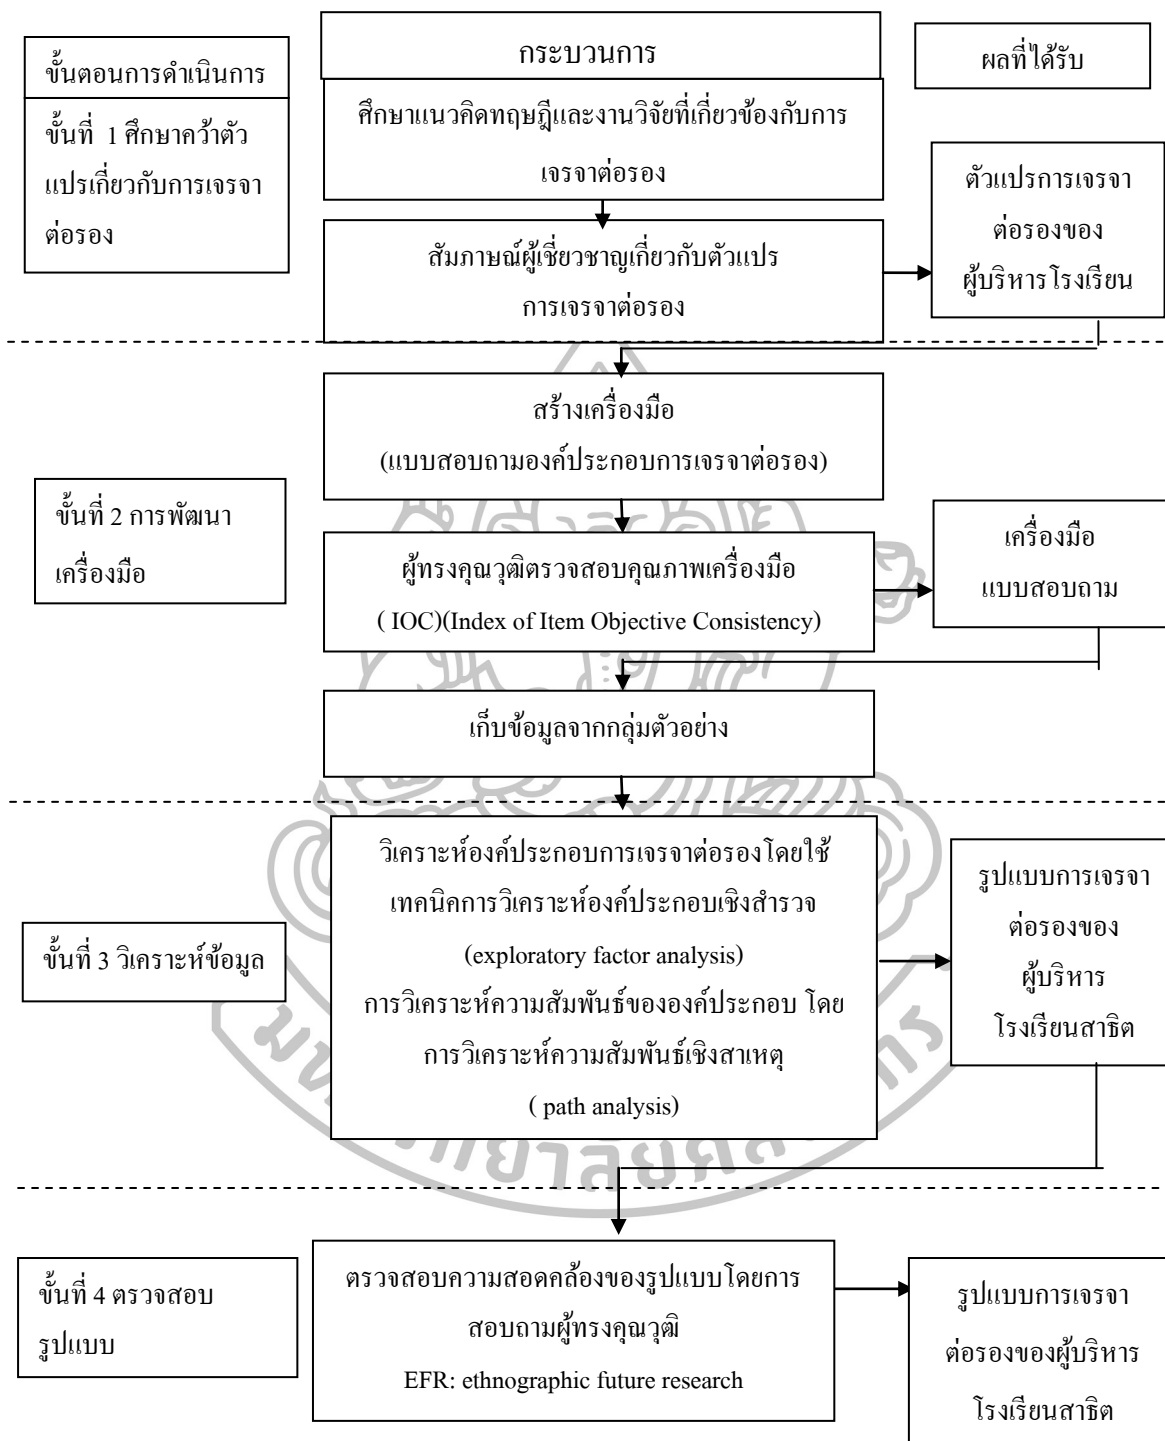 ขั้นตอนการดำเนินการ
กระบวนการ
ผลที่ได้รับ
ขั้นที่ 1 ศึกษาคว้าตัว
แปรเกี่ยวกับการเจรจา
ต่อรอง
ศึกษาแนวคิดทฤษฎีและงานวิจัยที่เกี่ยวข้องกับการ
เจรจาต่อรอง
สัมภาษณ์ผู้เชี่ยวชาญเกี่ยวกับตัวแปร
การเจรจาต่อรอง
ตัวแปรการเจรจา
ต่อรองของ
ผู้บริหารโรงเรียน
ขั้นที่ 2 การพัฒนา
เครื่องมือ
สร้างเครื่องมือ
(แบบสอบถามองค์ประกอบการเจรจาต่อรอง)
ผู้ทรงคุณวุฒิตรวจสอบคุณภาพเครื่องมือ
( IOC)(Index of Item Objective Consistency)
เครื่องมือ
แบบสอบถาม
เก็บข้อมูลจากกลุ่มตัวอย่าง
ขั้นที่ 3 วิเคราะห์ข้อมูล
วิเคราะห์องค์ประกอบการเจรจาต่อรองโดยใช้
เทคนิคการวิเคราะห์องค์ประกอบเชิงสำรวจ
(exploratory factor analysis)
การวิเคราะห์ความสัมพันธ์ขององค์ประกอบ โดย
การวิเคราะห์ความสัมพันธ์เชิงสาเหตุ
( path analysis)
รูปแบบการเจรจา
ต่อรองของ
ผู้บริหาร
โรงเรียนสาธิต
ขั้นที่ 4 ตรวจสอบ
รูปแบบ
ตรวจสอบความสอดคล้องของรูปแบบโดยการ
สอบถามผู้ทรงคุณวุฒิ
EFR: ethnographic future research
รูปแบบการเจรจา
ต่อรองของผู้บริหาร
โรงเรียนสาธิต